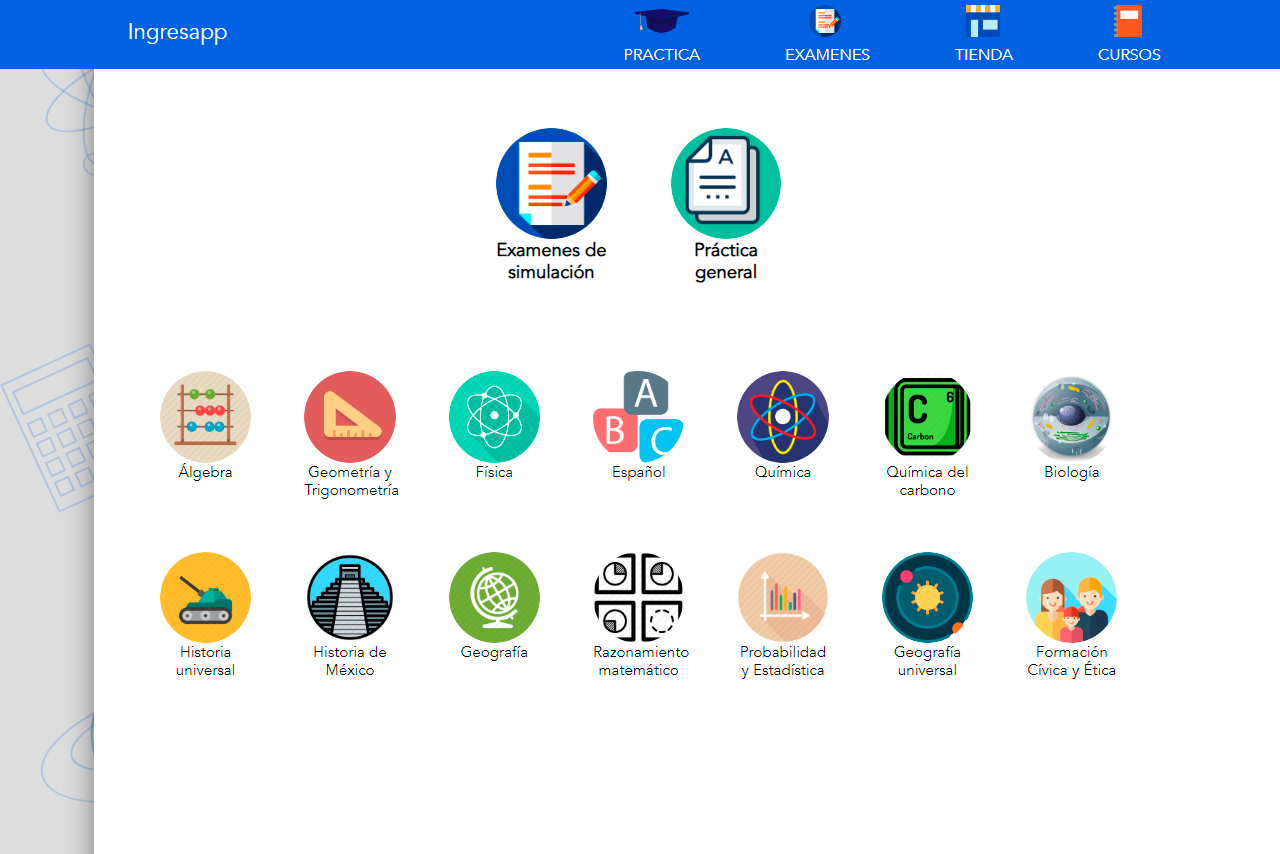 Ingresapp
PRACTICA
EXAMENES
TIENDA
CURSOS
A
Examenes de
simulación
Práctica
general
Álgebra
Geometría y
Trigonometría
Física
A
B
C
Español
Química
6
C
Carbon
Química del
carbono
Biología
Historia
universal
Historia de
México
Geografía
Razonamiento
matemático
Probabilidad
y Estadística
Geografía
universal
Formación
Cívica y Ética